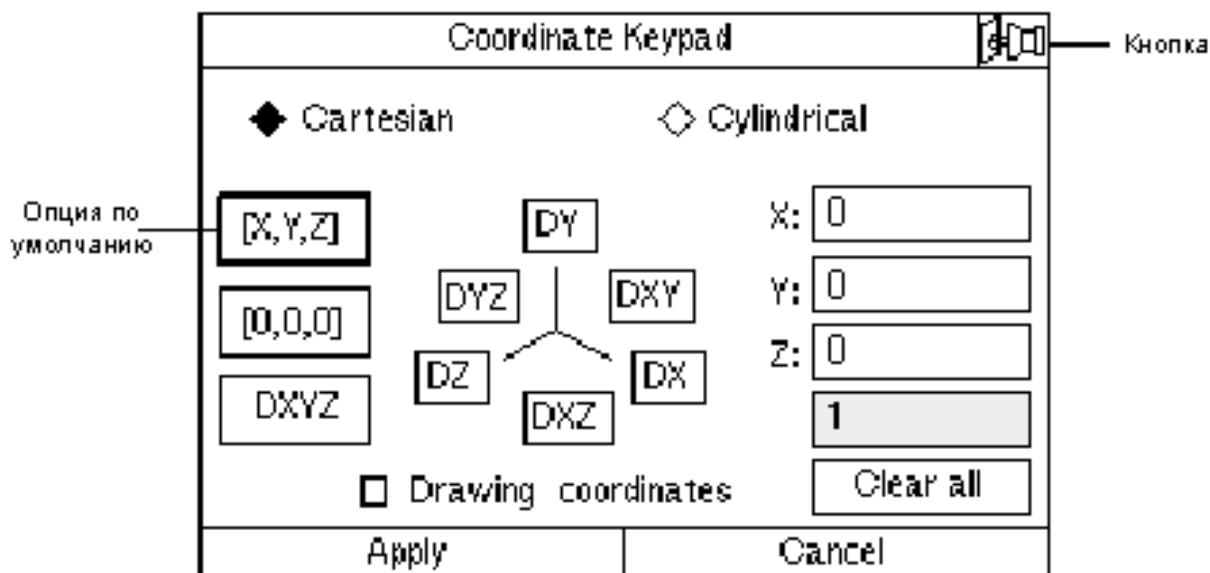 Coordinate Keypad
Кнопка
Cartesian
Cylindrical
Опция по
умолчанию
[X,Y,Z]
[0,0,0]
DXYZ
DY
DYZ
DXY
DZ
DX
DXZ
X: 0
Y: 0
Z: 0
1
Drawing coordinates
Clear all
Apply
Cancel